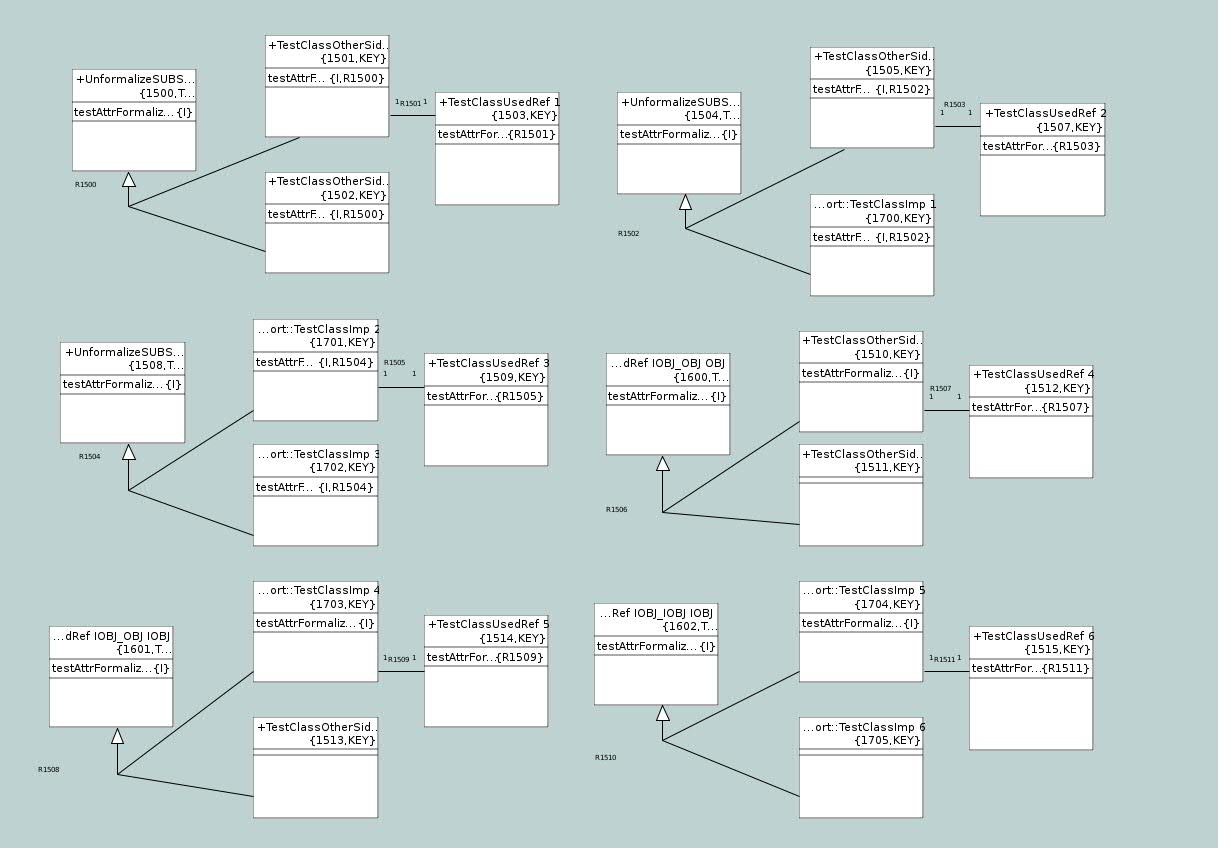 +UnformalizeSUBS...
{1500,T...
testAttrFormaliz... {I}
R1500
+TestClassOtherSid..
{1501,KEY}
testAttrF... {I,R1500}
1 R1501 1
+TestClassUsedRef 1
{1503,KEY}
testAttrFor...{R1501}
+TestClassOtherSid..
{1502,KEY}
testAttrF... {I,R1500}
+UnformalizeSUBS...
{1504,T...
testAttrFormaliz... {I}
R1502
+TestClassOtherSid.
{1505,KEY}
testAttrF... {I,R1502}
R1503
1 1
+TestClassUsedRef 2
{1507,KEY}
testAttrFor...{R1503}
...ort::TestClassImp 1
{1700,KEY}
testAttrF... {I,R1502}
+UnformalizeSUBS...
{1508,T...
testAttrFormaliz... {I}
R1504
...ort::TestClassImp 2
{1701,KEY}
testAttrF... {I,R1504}
R1505
1 1
+TestClassUsedRef 3
{1509,KEY}
testAttrFor...{R1505}
...ort::TestClassImp 3
{1702,KEY}
testAttrF... {I,R1504}
...dRef IOBJ_OBJ OBJ
{1600,T...
testAttrFormaliz... {I}
R1506
+TestClassOtherSid..
{1510,KEY}
testAttrFormaliz... {I}
R1507
1 1
+TestClassUsedRef 4
{1512,KEY}
testAttrFor...{R1507}
+TestClassOtherSid..
{1511,KEY}
...dRef IOBJ_OBJ IOBJ
{1601,T...
testAttrFormaliz... {I}
R1508
...ort::TestClassImp 4
{1703,KEY}
testAttrFormaliz... {I}
1 R1509 1
+TestClassUsedRef 5
{1514,KEY}
testAttrFor...{R1509}
+TestClassOtherSid..
{1513,KEY}
...Ref IOBJ_IOBJ IOBJ
{1602,T...
testAttrFormaliz... {I}
R1510
...ort::TestClassImp 5
{1704,KEY}
testAttrFormaliz... {I}
1 R1511 1
+TestClassUsedRef 6
{1515,KEY}
testAttrFor...{R1511}
...ort::TestClassImp 6
{1705,KEY}